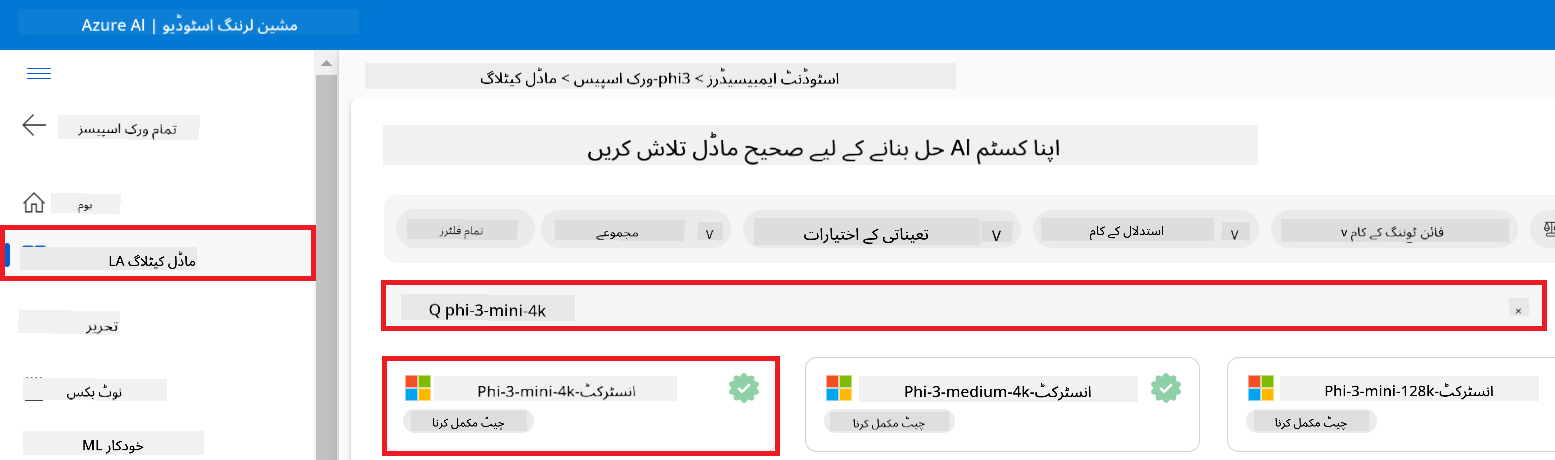 Azure AI | مشین لرننگ اسٹوڈیو
اسٹوڈنٹ ایمبیسیڈرز > phi3-ورک اسپیس > ماڈل کیٹلاگ
تمام ورک اسپیسز
ہوم
ماڈل کیٹلاگ LA
تحریر
نوٹ بکس
خودکار ML
اپنا کسٹم AI حل بنانے کے لیے صحیح ماڈل تلاش کریں
تمام فلٹرز
مجموعے v
تعیناتی کے اختیارات v
استدلال کے کام v
فائن ٹوننگ کے کام v
Q phi-3-mini-4k ×
Phi-3-mini-4k-انسٹرکٹ
چیٹ مکمل کرنا
Phi-3-medium-4k-انسٹرکٹ
چیٹ مکمل کرنا
Phi-3-mini-128k-انسٹرکٹ
چیٹ مکمل کرنا